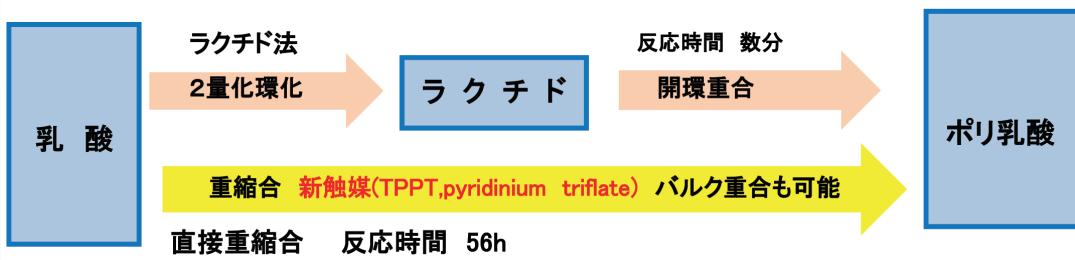 乳 酸
ラクチド法
2量化環化
ラ ク チ ド
反応時間 数分
開環重合
ポリ乳酸
重縮合 新触媒(TPPT,pyridinium triflate) バルク重合も可能
直接重縮合 反応時間 56h